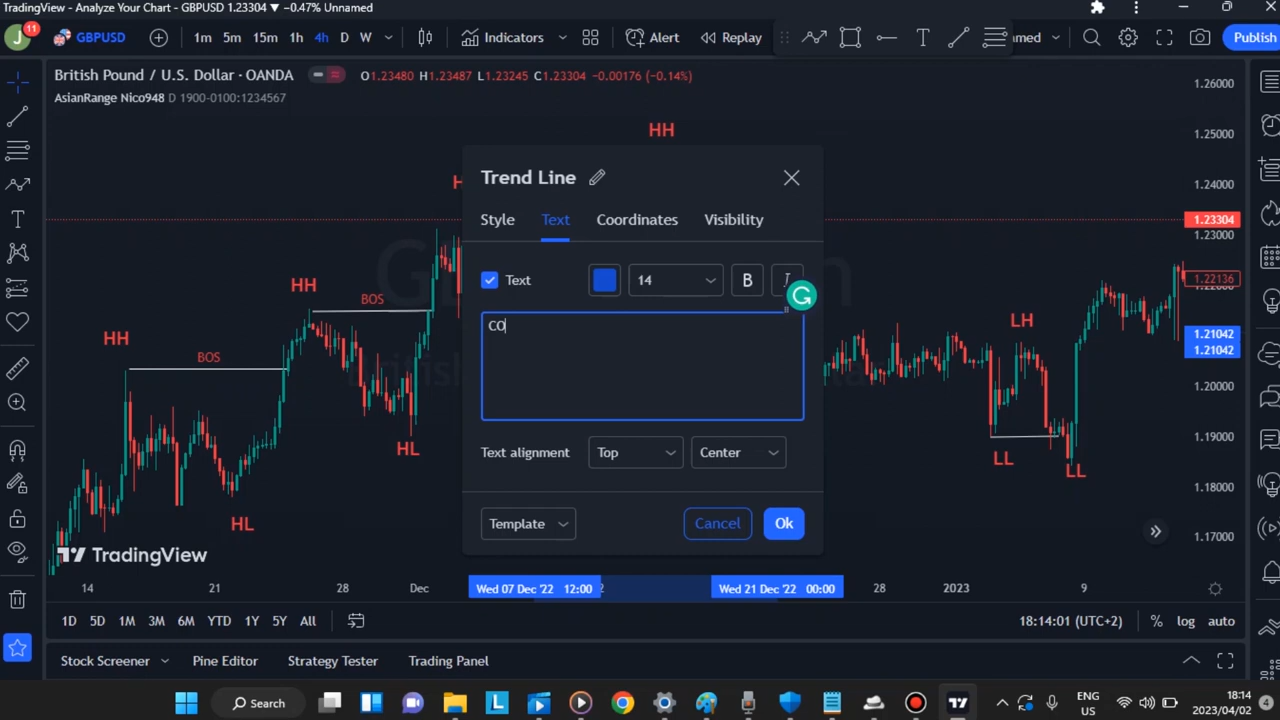 TradingView - Analyze Your Chart - GBPUSD 1.23304 ▼ −0.47% Unnamed
J 11 GBPUSD 1m 5m 15m 1h 4h D W Indicators Alert Replay T med Publish
British Pound / U.S. Dollar · OANDA O1.23480 H1.23487 L1.23245 C1.23304 −0.00176 (−0.14%)
AsianRange Nico948 D 1900-0100:1234567
1.26000
1.25000
1.24000
1.23304
1.23000
1.22136
1.21042
1.21042
1.20000
1.19000
1.18000
1.17000
HH
HH
BOS
HH
BOS
HL
HL
LH
LL
LL
Trend Line
Style Text Coordinates Visibility
Text 14 B I
CO
Text alignment Top Center
Template Cancel Ok
TradingView
14 21 28 Dec Wed 07 Dec '22 12:00 2 Wed 21 Dec '22 00:00 28 2023 9
1D 5D 1M 3M 6M YTD 1Y 5Y All 18:14:01 (UTC+2) % log auto
Stock Screener Pine Editor Strategy Tester Trading Panel
Search ENG US 18:14 2023/04/02